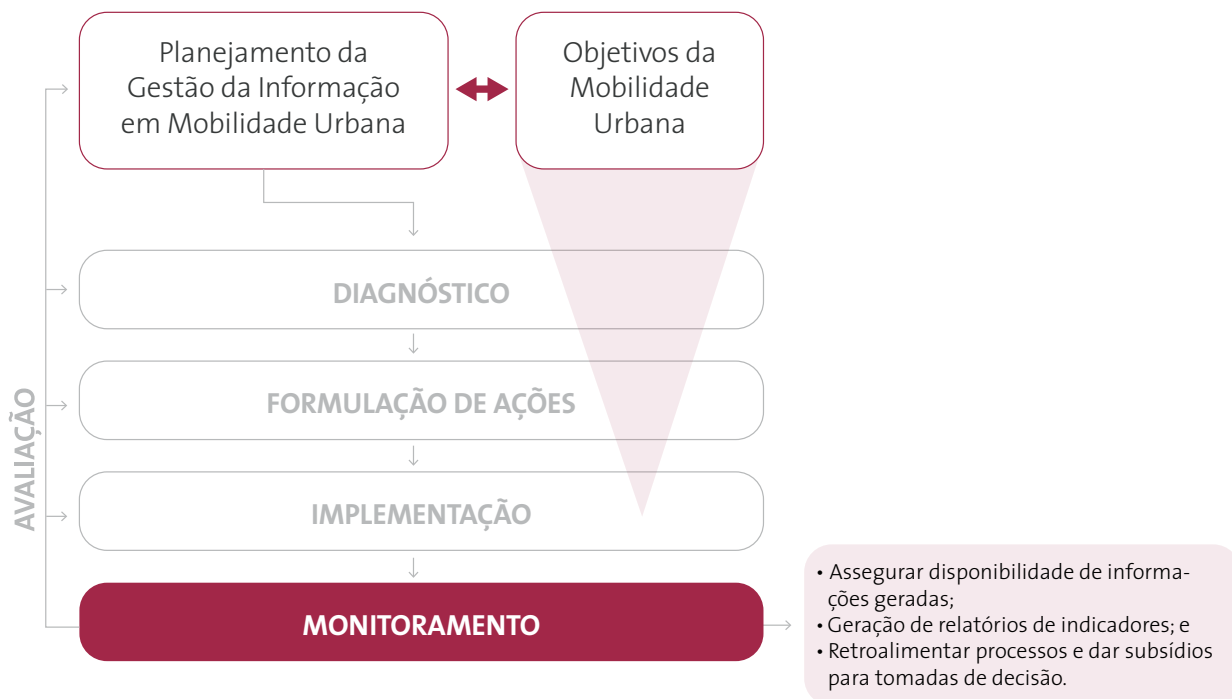 Planejamento da
Gestão da Informação
em Mobilidade Urbana
Objetivos da
Mobilidade
Urbana
DIAGNÓSTICO
FORMULAÇÃO DE AÇÕES
IMPLEMENTAÇÃO
MONITORAMENTO
AVALIAÇÃO
• Assegurar disponibilidade de informa-
ções geradas;
• Geração de relatórios de indicadores; e
• Retroalimentar processos e dar subsídios
para tomadas de decisão.